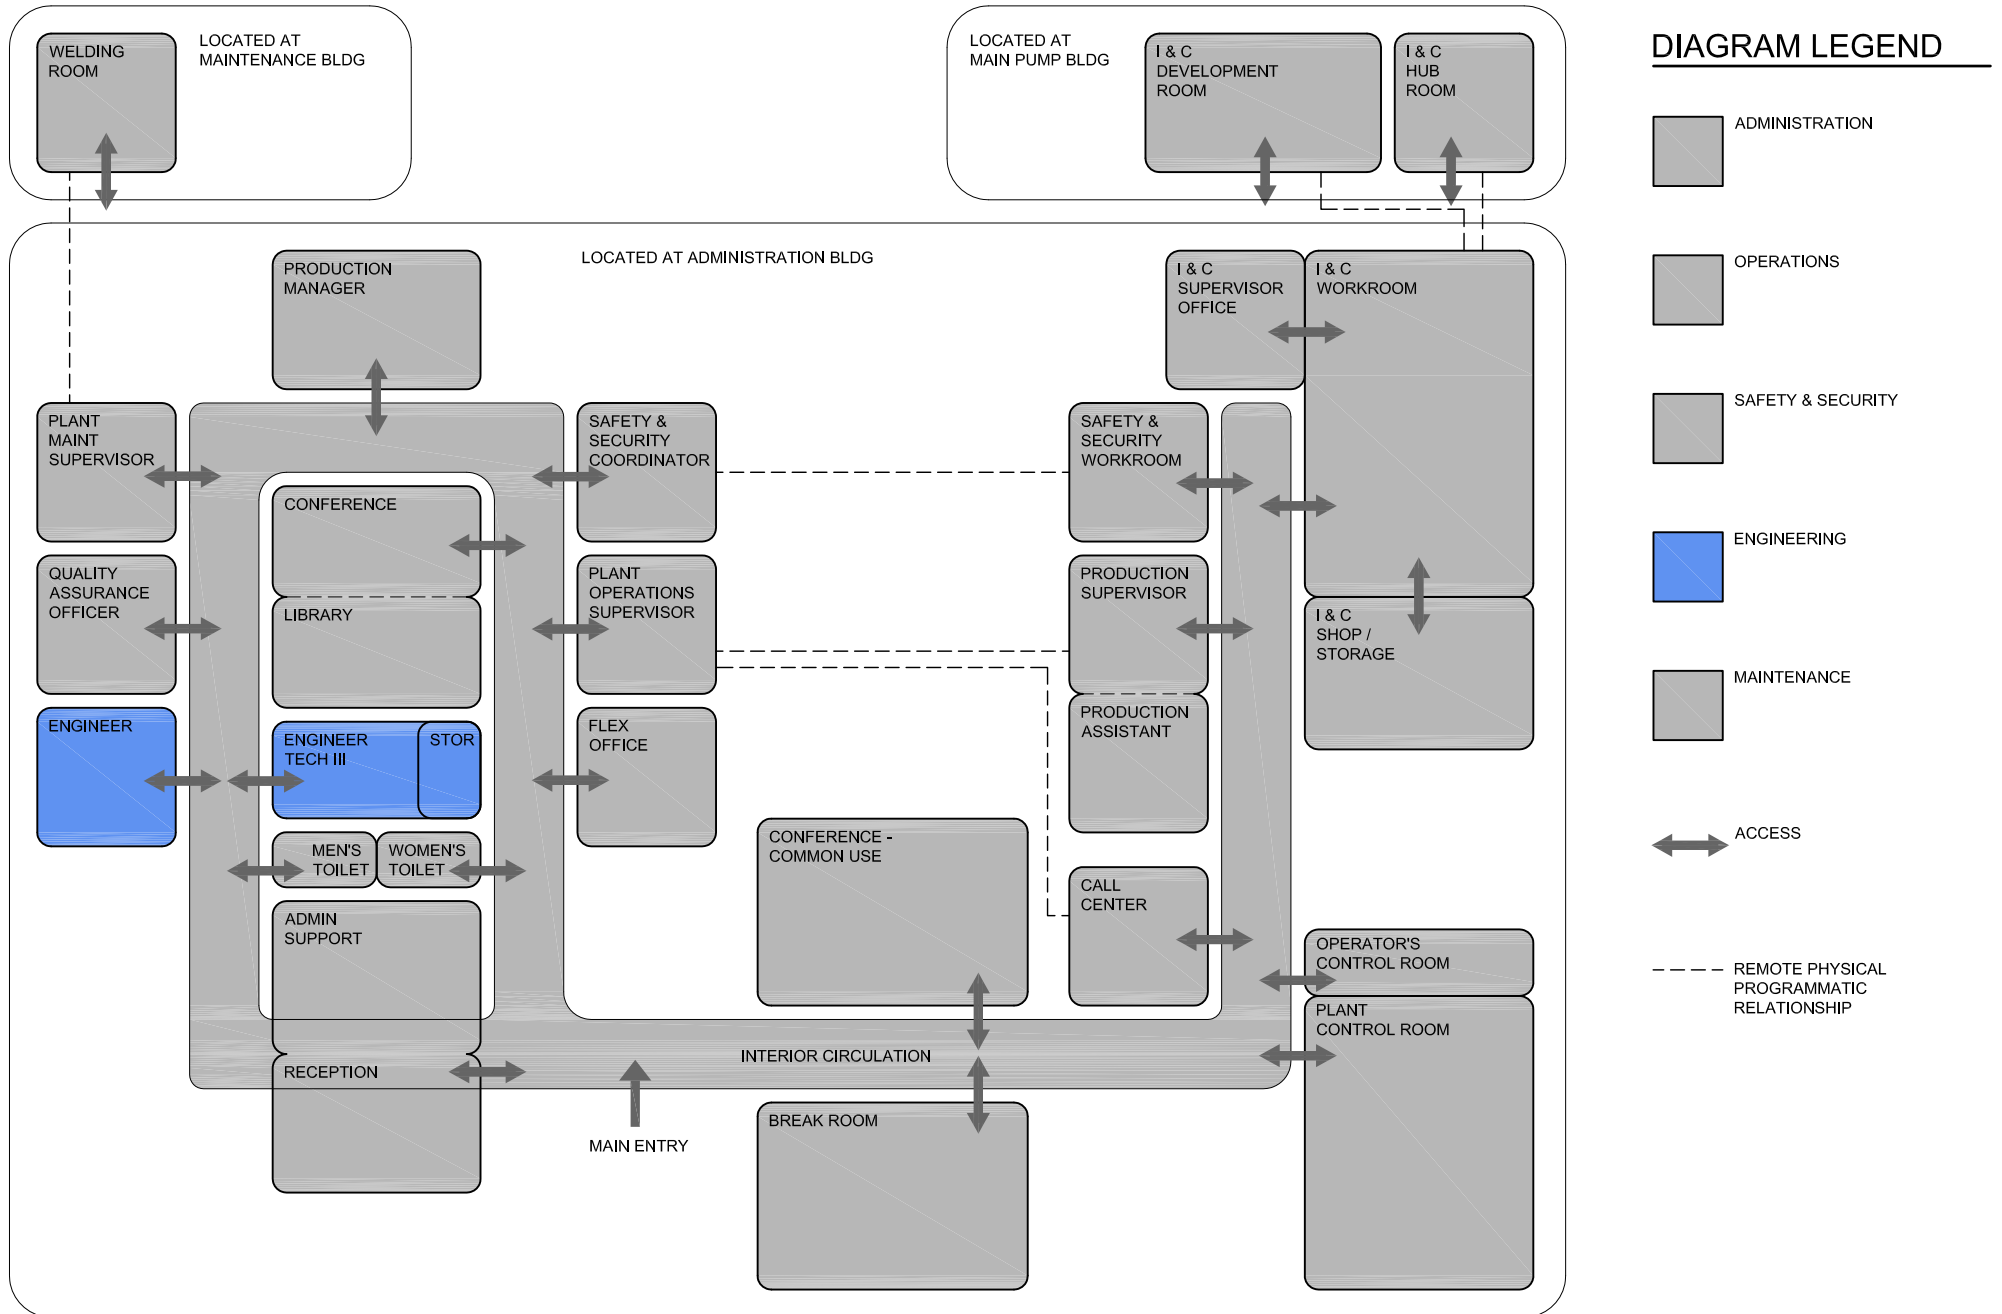 WELDING
ROOM
LOCATED AT
MAINTENANCE BLDG
LOCATED AT
MAIN PUMP BLDG
I & C
DEVELOPMENT
ROOM
I & C
HUB
ROOM
LOCATED AT ADMINISTRATION BLDG
PRODUCTION
MANAGER
I & C
SUPERVISOR
OFFICE
I & C
WORKROOM
PLANT
MAINT
SUPERVISOR
SAFETY &
SECURITY
COORDINATOR
SAFETY &
SECURITY
WORKROOM
CONFERENCE
QUALITY
ASSURANCE
OFFICER
LIBRARY
PLANT
OPERATIONS
SUPERVISOR
PRODUCTION
SUPERVISOR
I & C
SHOP /
STORAGE
ENGINEER
ENGINEER
TECH III
STOR
FLEX
OFFICE
PRODUCTION
ASSISTANT
MEN'S
TOILET
WOMEN'S
TOILET
CONFERENCE -
COMMON USE
CALL
CENTER
ADMIN
SUPPORT
OPERATOR'S
CONTROL ROOM
PLANT
CONTROL ROOM
INTERIOR CIRCULATION
RECEPTION
BREAK ROOM
MAIN ENTRY
DIAGRAM LEGEND
ADMINISTRATION
OPERATIONS
SAFETY & SECURITY
ENGINEERING
MAINTENANCE
ACCESS
REMOTE PHYSICAL
PROGRAMMATIC
RELATIONSHIP